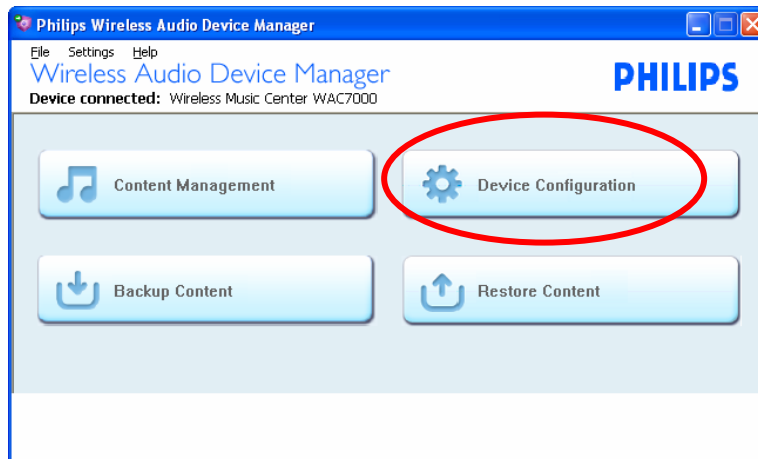 Philips Wireless Audio Device Manager
File Settings Help
Wireless Audio Device Manager
PHILIPS
Device connected: Wireless Music Center WAC7000
Content Management
Device Configuration
Backup Content
Restore Content